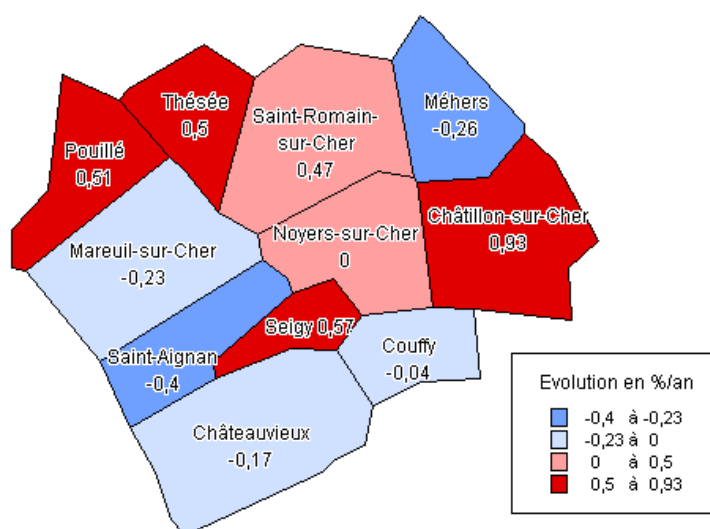 Thésée
0,5
Saint-Romain-
sur-Cher
0,47
Méhers
-0,26
Pouillé
0,51
Châtillon-sur-Cher
0,93
Noyers-sur-Cher
0
Mareuil-sur-Cher
-0,23
Seigy 0,57
Saint-Aignan
-0,4
Couffy
-0,04
Châteauvieux
-0,17
Evolution en %/an
-0,4 à -0,23
-0,23 à 0
0 à 0,5
0,5 à 0,93